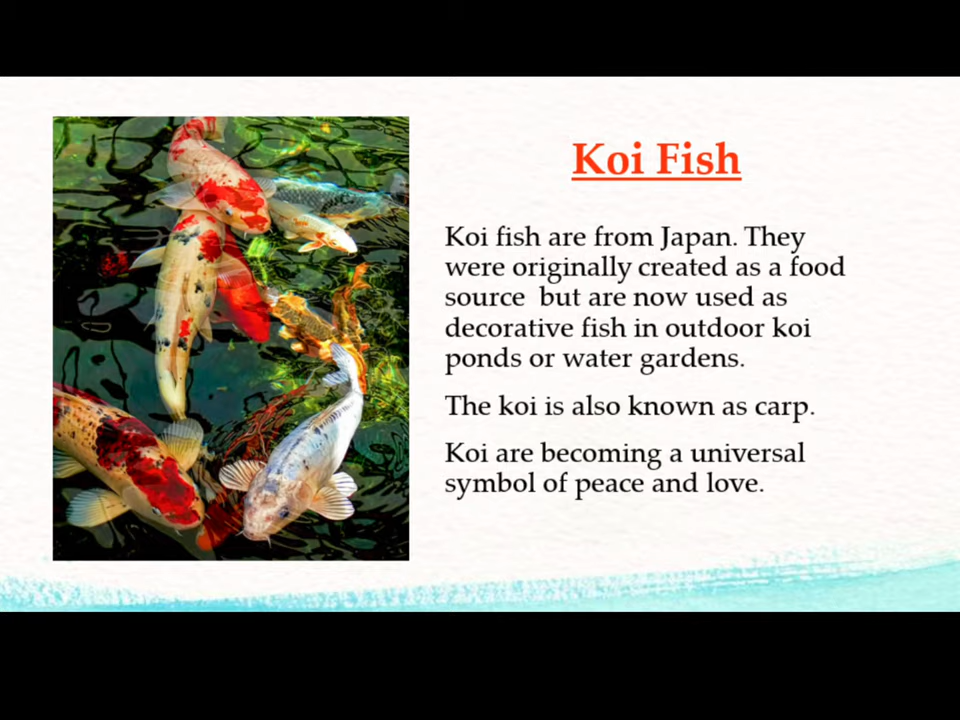 Koi Fish
Koi fish are from Japan. They
were originally created as a food
source  but are now used as
decorative fish in outdoor koi
ponds or water gardens.
The koi is also known as carp.
Koi are becoming a universal
symbol of peace and love.